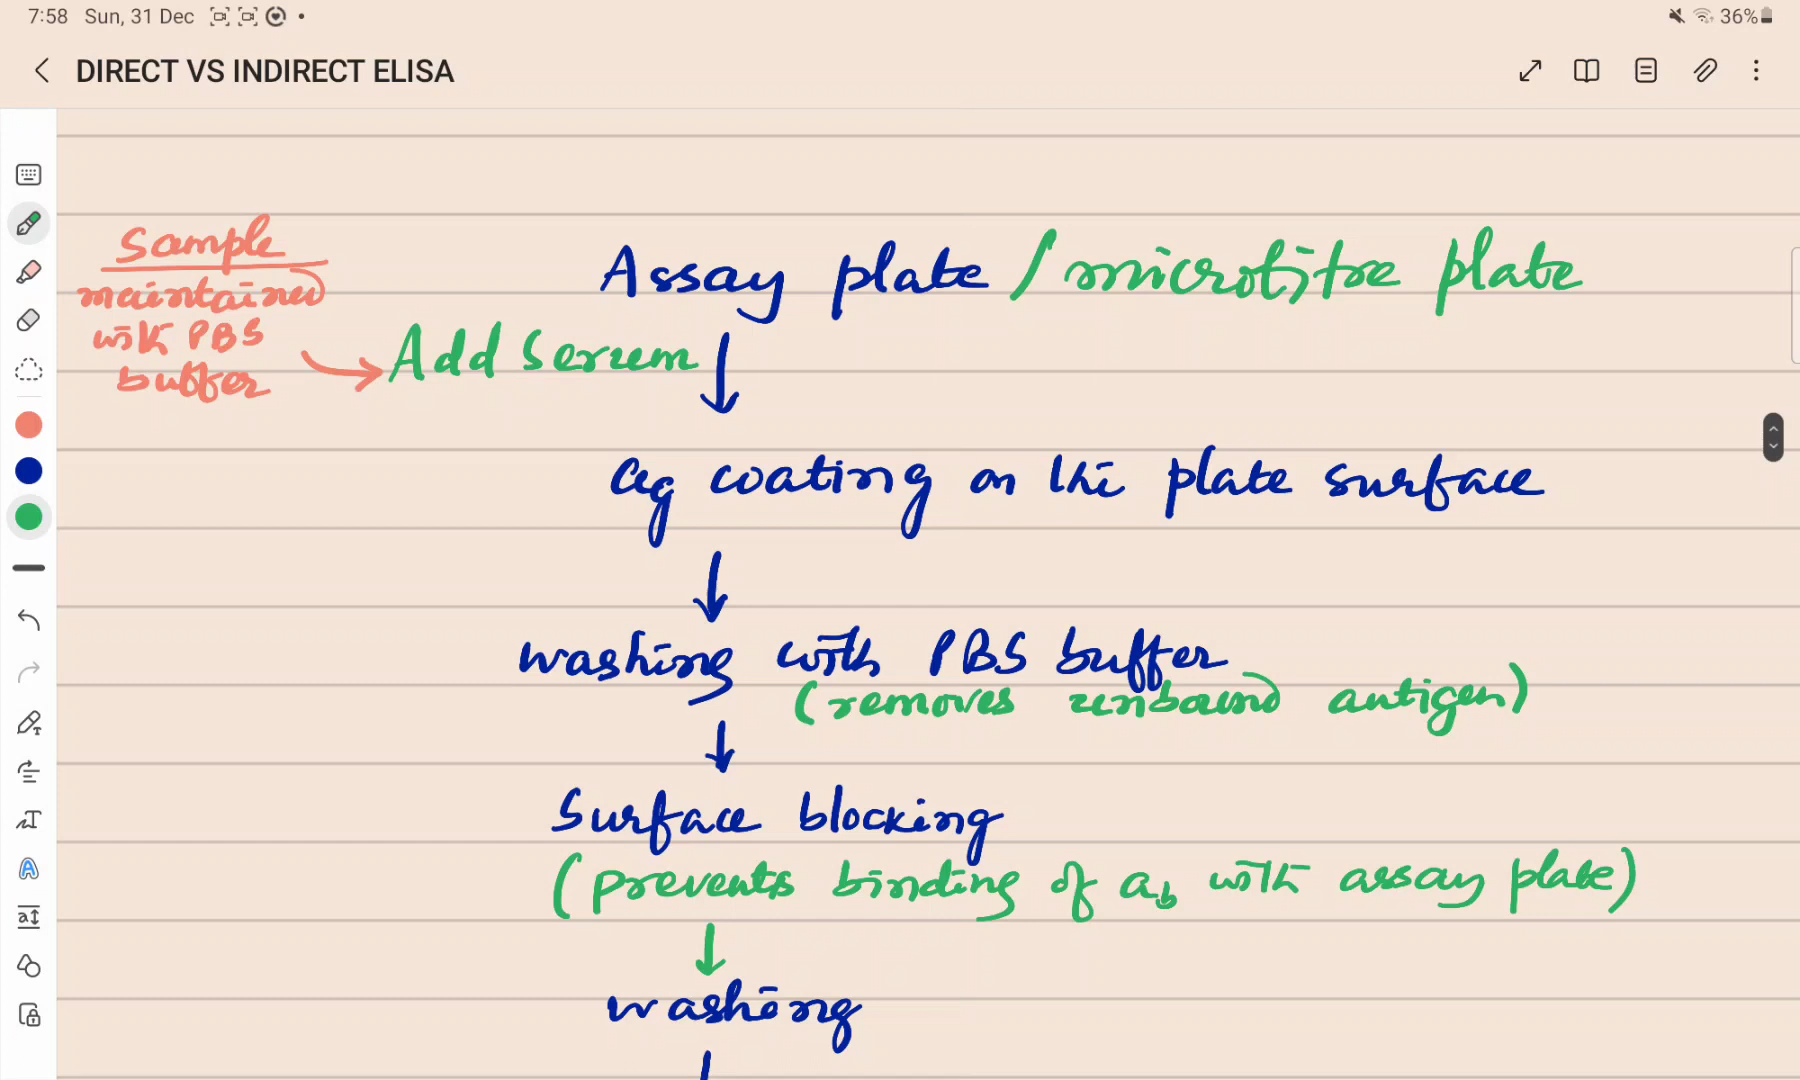 7:58 Sun, 31 Dec
36%
DIRECT VS INDIRECT ELISA
Sample
maintained
with PBS
buffer
Assay plate / microtitre plate
Add Serum
Ag coating on the plate surface
washing with PBS buffer
(removes unbound antigen)
Surface blocking
(prevents binding of ab with assay plate)
washing